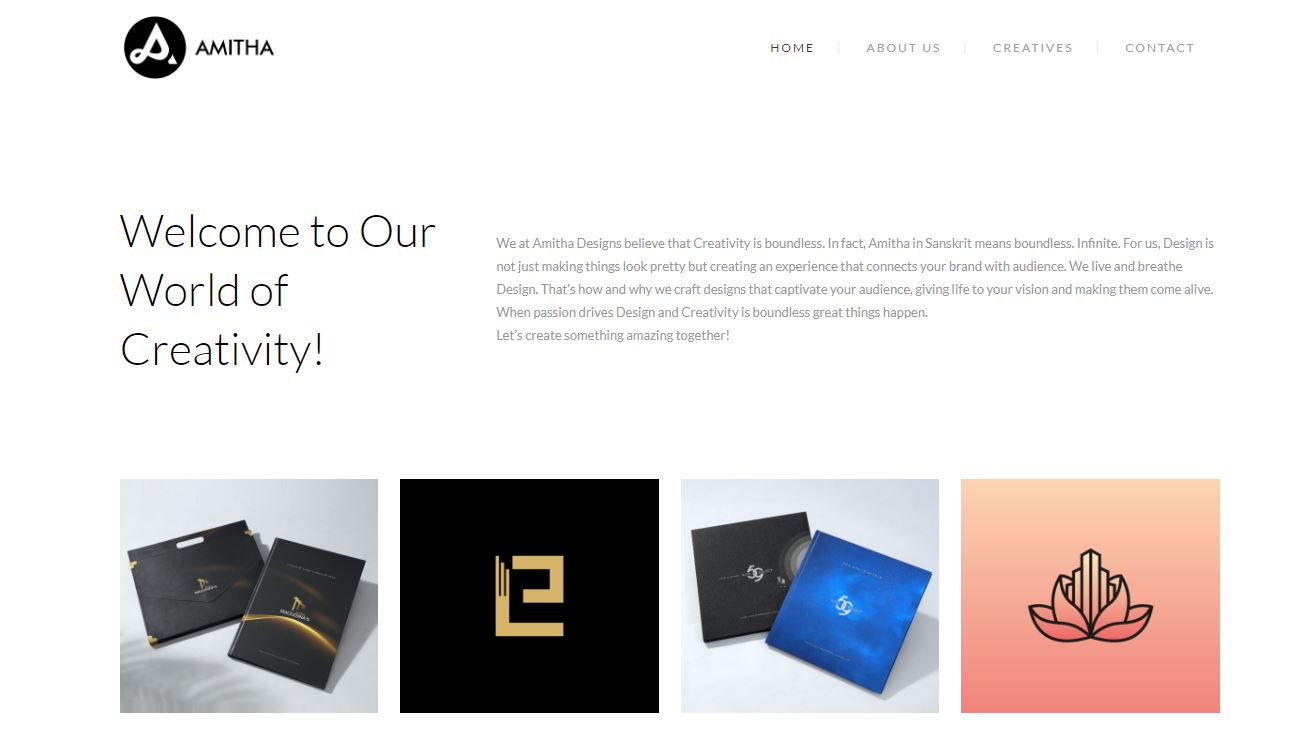 AMITHA
HOME
ABOUT US
CREATIVES
CONTACT
Welcome to Our
World of
Creativity!
We at Amitha Designs believe that Creativity is boundless. In fact, Amitha in Sanskrit means boundless. Infinite. For us, Design is
not just making things look pretty but creating an experience that connects your brand with audience. We live and breathe
Design. That's how and why we craft designs that captivate your audience, giving life to your vision and making them come alive.
When passion drives Design and Creativity is boundless great things happen.
Let's create something amazing together!
59
59